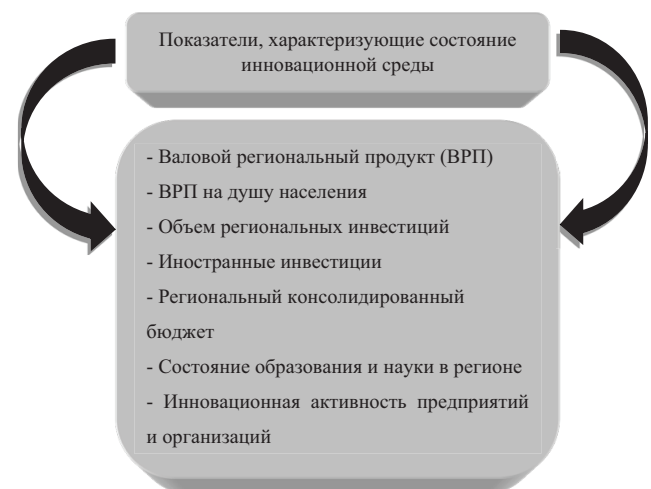 Показатели, характеризующие состояние
инновационной среды
- Валовой региональный продукт (ВРП)
- ВРП на душу населения
- Объем региональных инвестиций
- Иностранные инвестиции
- Региональный консолидированный
бюджет
- Состояние образования и науки в регионе
- Инновационная активность предприятий
и организаций